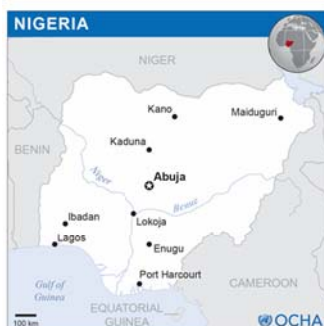 NIGERIA
NIGER
Kano
Maiduguri
Kaduna
BENIN
Niger
Abuja
Benue
Ibadan
Lokoja
Lagos
Enugu
Port Harcourt
Gulf of
Guinea
CAMEROON
EQUATORIAL
GUINEA
100 km
OCHA